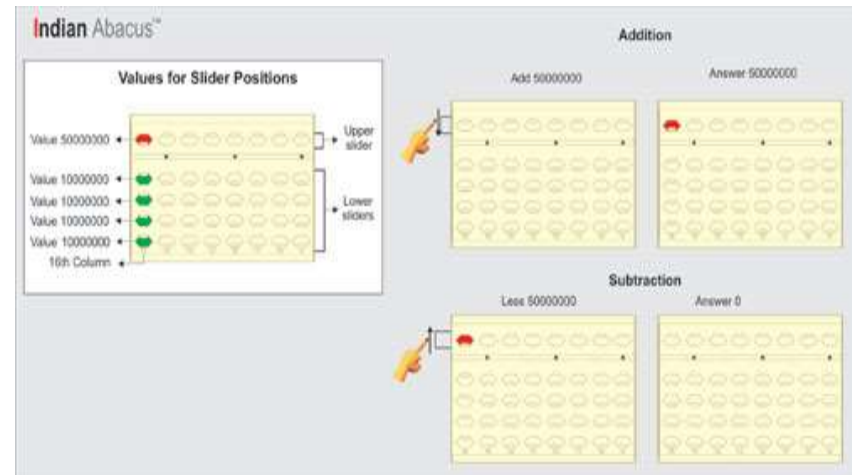 Indian Abacus™
Values for Slider Positions
Value 50000000
Value 10000000
Value 10000000
Value 10000000
Value 10000000
16th Column
Upper
slider
Lower
sliders
Addition
Add 50000000
Answer 50000000
Subtraction
Less 50000000
Answer 0